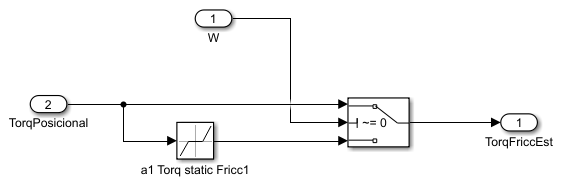 1
W
2
TorqPosicional
~= 0
1
TorqFriccEst
a1 Torq static Fricc1